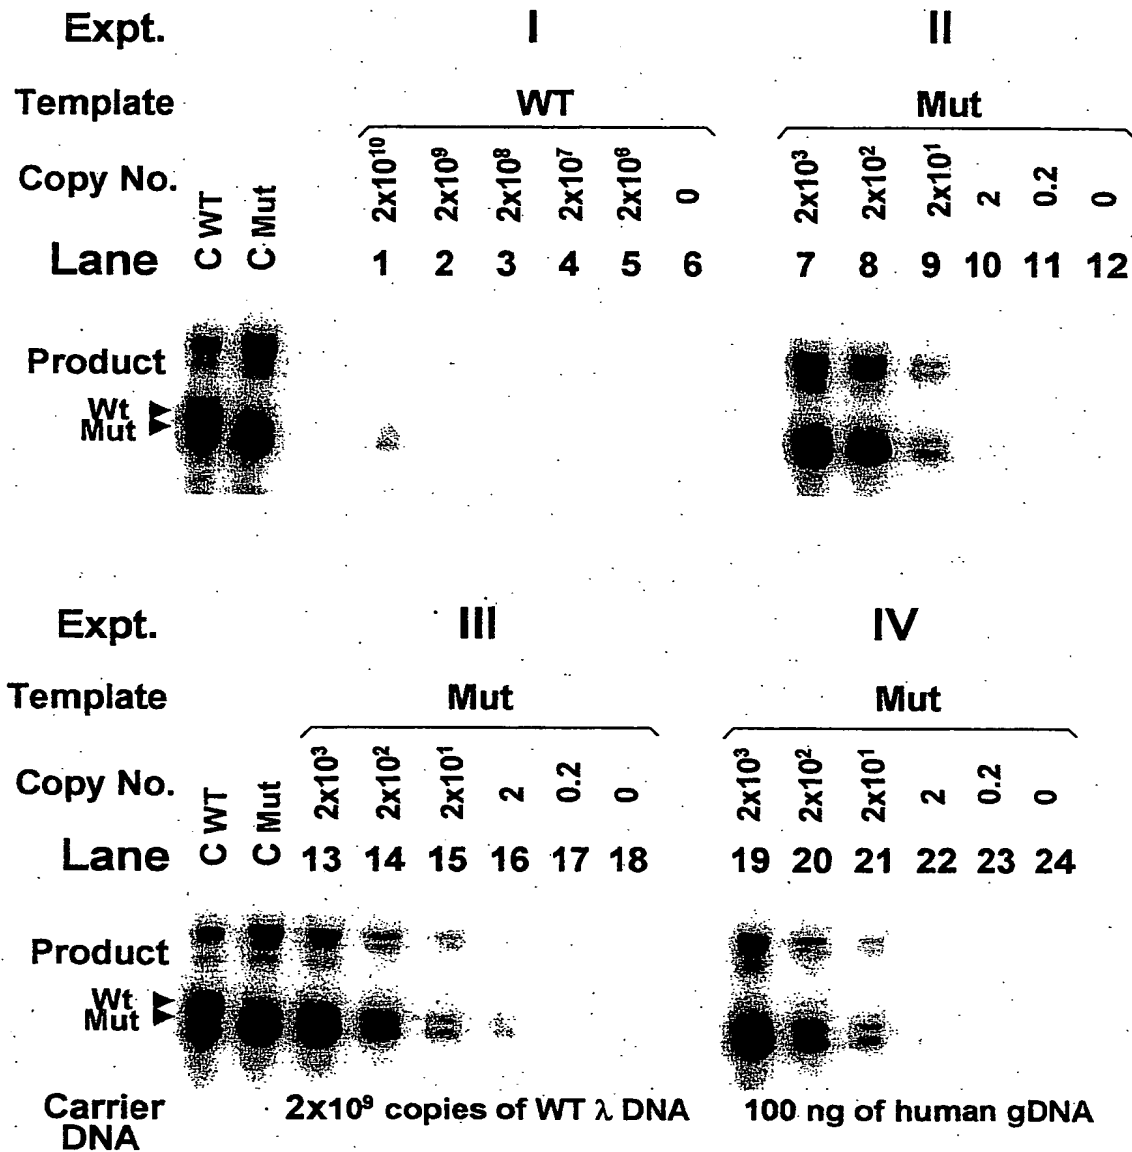 Expt. I II
Template WT Mut
Copy No. 2x10¹⁰ 2x10⁹ 2x10⁸ 2x10⁷ 2x10⁶ 0 2x10³ 2x10² 2x10¹ 2 0.2 0
Lane C WT C Mut 1 2 3 4 5 6 7 8 9 10 11 12
Product
Wt
Mut
Expt. III IV
Template Mut Mut
Copy No. 2x10³ 2x10² 2x10¹ 2 0.2 0 2x10³ 2x10² 2x10¹ 2 0.2 0
Lane C WT C Mut 13 14 15 16 17 18 19 20 21 22 23 24
Product
Wt
Mut
Carrier DNA 2x10⁹ copies of WT λ DNA 100 ng of human gDNA